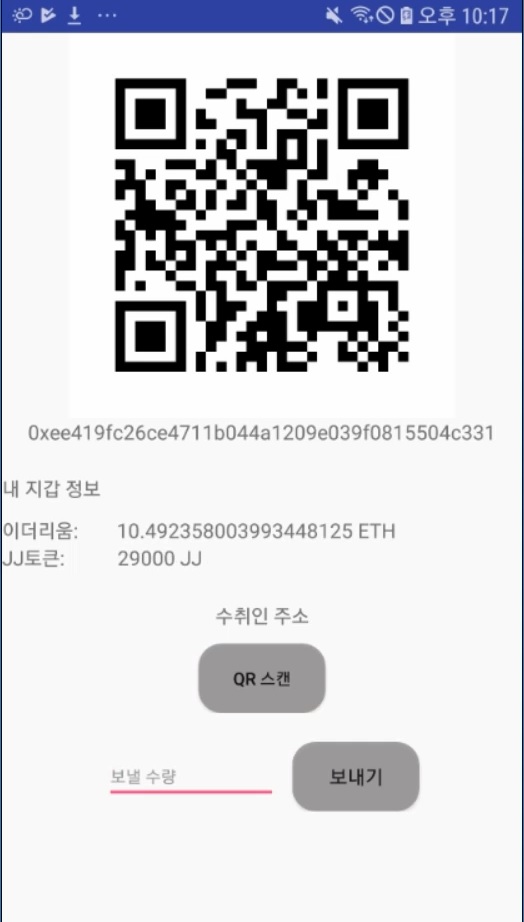 오후 10:17
0xee419fc26ce4711b044a1209e039f0815504c331
내 지갑 정보
이더리움: 10.492358003993448125 ETH
JJ토큰: 29000 JJ
수취인 주소
QR 스캔
보낼 수량 보내기